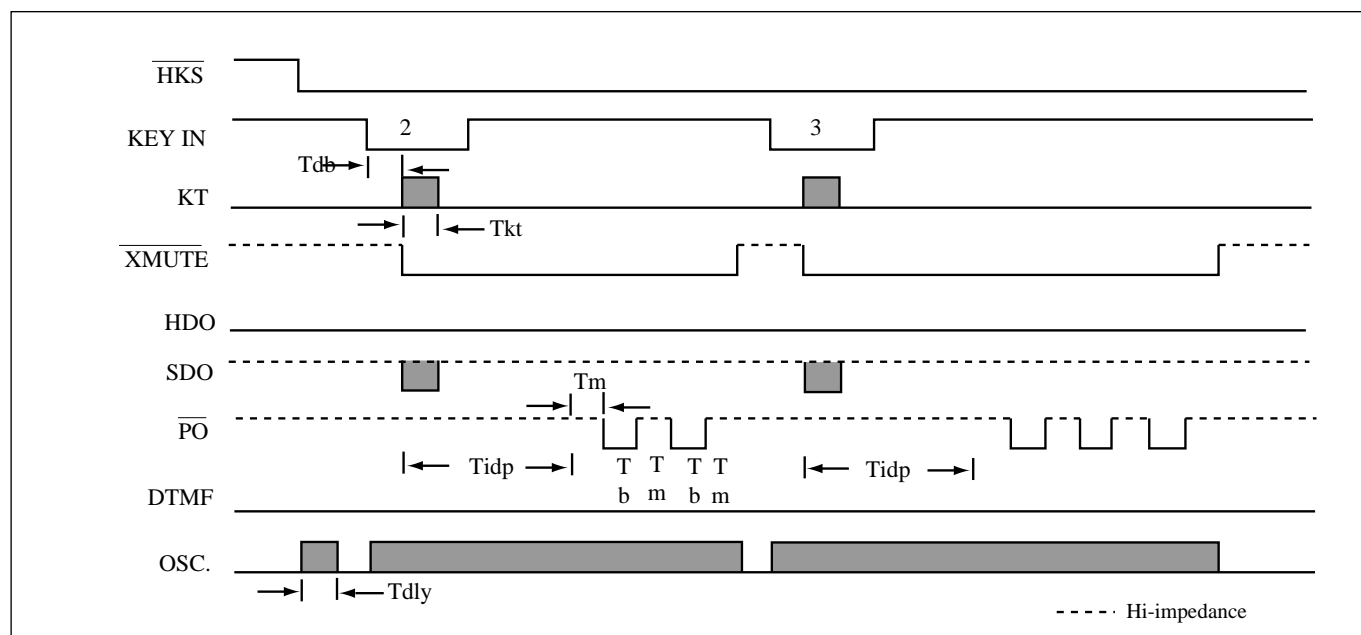 HKS
KEY IN 2 3
Tdb
KT
Tkt
XMUTE
HDO
SDO
Tm
PO
Tidp T b T m T b T m Tidp
DTMF
OSC.
Tdly
Hi-impedance